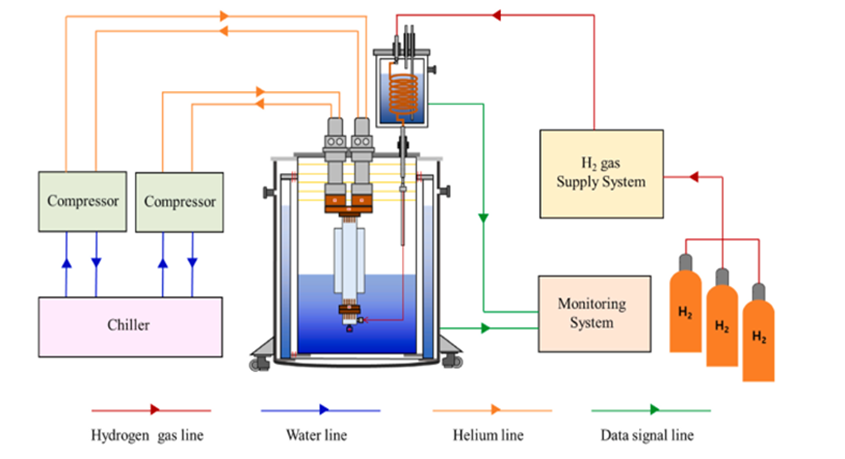 H₂ gas
Supply System
Compressor
Compressor
H₂
H₂
H₂
Chiller
Monitoring
System
Hydrogen gas line
Water line
Helium line
Data signal line